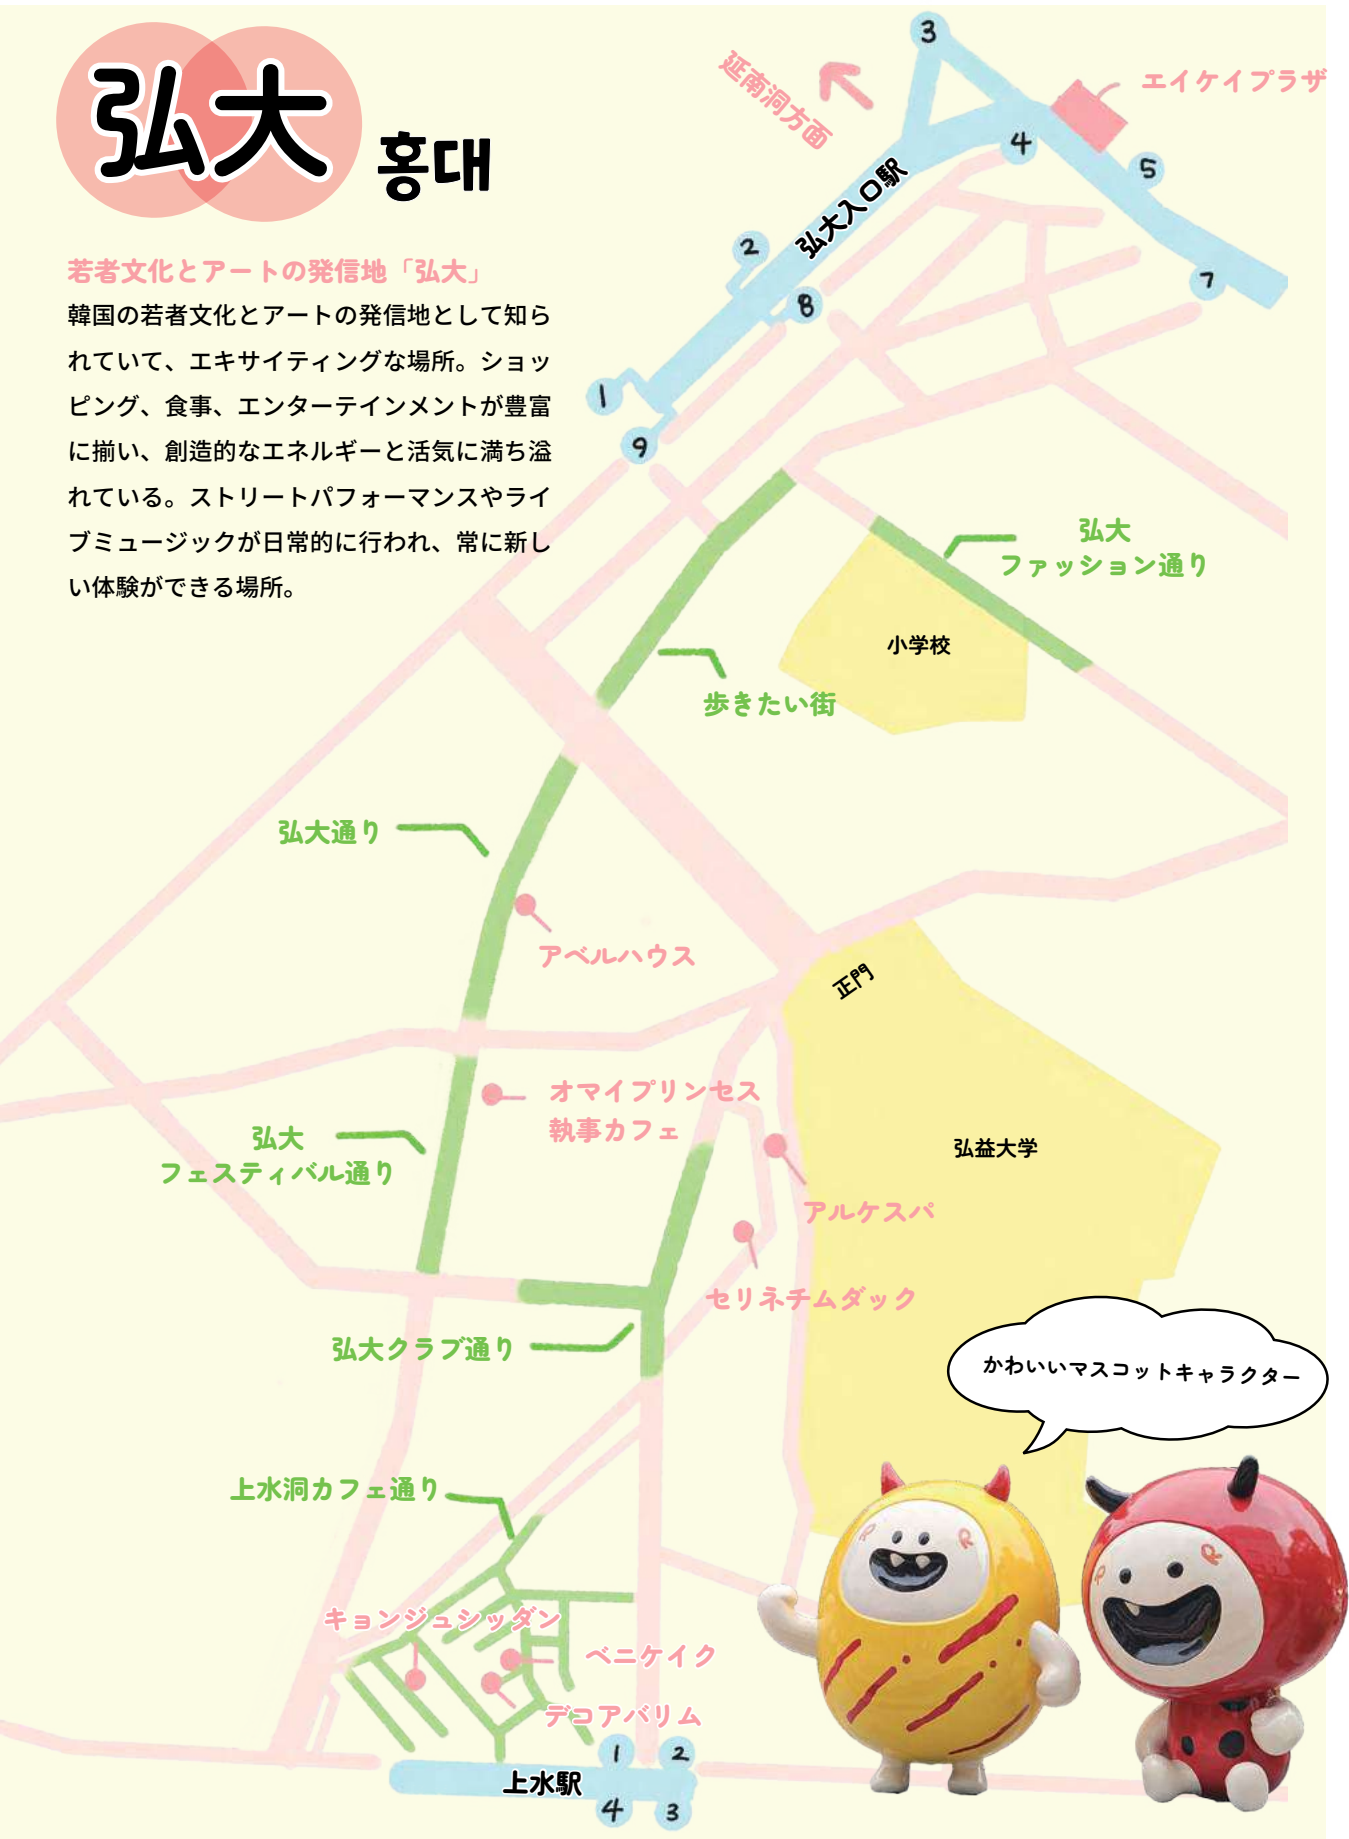 弘大 홍대
若者文化とアートの発信地「弘大」
韓国の若者文化とアートの発信地として知ら
れていて、エキサイティングな場所。ショッ
ピング、食事、エンターテインメントが豊富
に揃い、創造的なエネルギーと活気に満ち溢
れている。ストリートパフォーマンスやライ
ブミュージックが日常的に行われ、常に新し
い体験ができる場所。
3
延南洞方面
エイケイプラザ
4
5
弘大入口駅
2
7
8
1
9
弘大
ファッション通り
小学校
歩きたい街
弘大通り
アベルハウス
正門
オマイプリンセス
執事カフェ
弘大
フェスティバル通り
弘益大学
アルケスパ
セリネチムダック
弘大クラブ通り
かわいいマスコットキャラクター
上水洞カフェ通り
キョンジュシッダン
ベニケイク
デコアバリム
1
2
上水駅
4
3